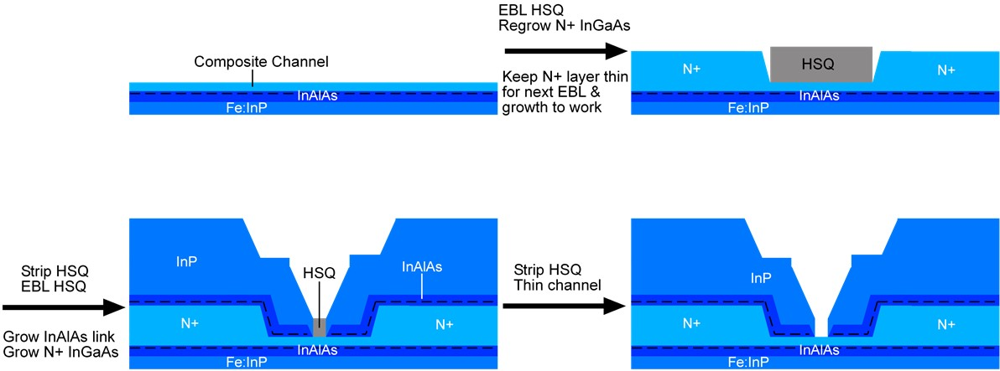 Composite Channel
InAlAs
Fe:InP
EBL HSQ
Regrow N+ InGaAs
Keep N+ layer thin
for next EBL &
growth to work
N+
HSQ
N+
InAlAs
Fe:InP
Strip HSQ
EBL HSQ
Grow InAlAs link
Grow N+ InGaAs
InP
HSQ
InAlAs
N+
N+
InAlAs
Fe:InP
Strip HSQ
Thin channel
InP
N+
N+
InAlAs
Fe:InP